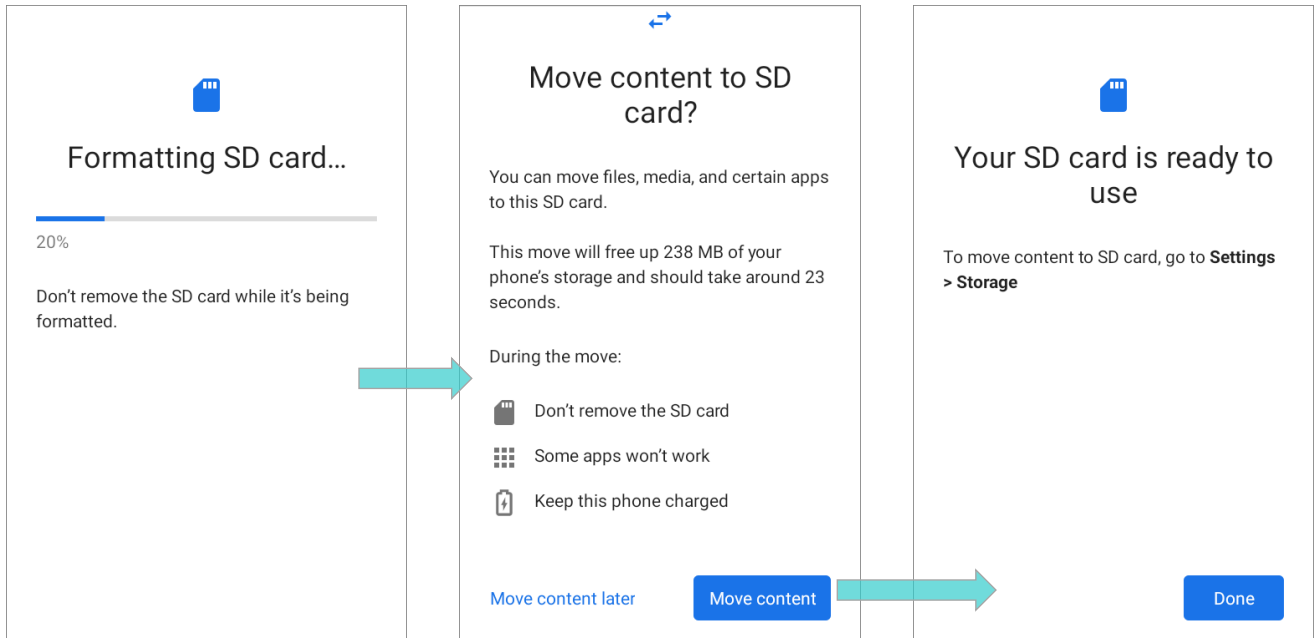 Formatting SD card...
20%
Don’t remove the SD card while it’s being
formatted.
Move content to SD
card?
You can move files, media, and certain apps
to this SD card.
This move will free up 238 MB of your
phone’s storage and should take around 23
seconds.
During the move:
Don’t remove the SD card
Some apps won’t work
Keep this phone charged
Move content later
Move content
Your SD card is ready to
use
To move content to SD card, go to Settings
> Storage
Done